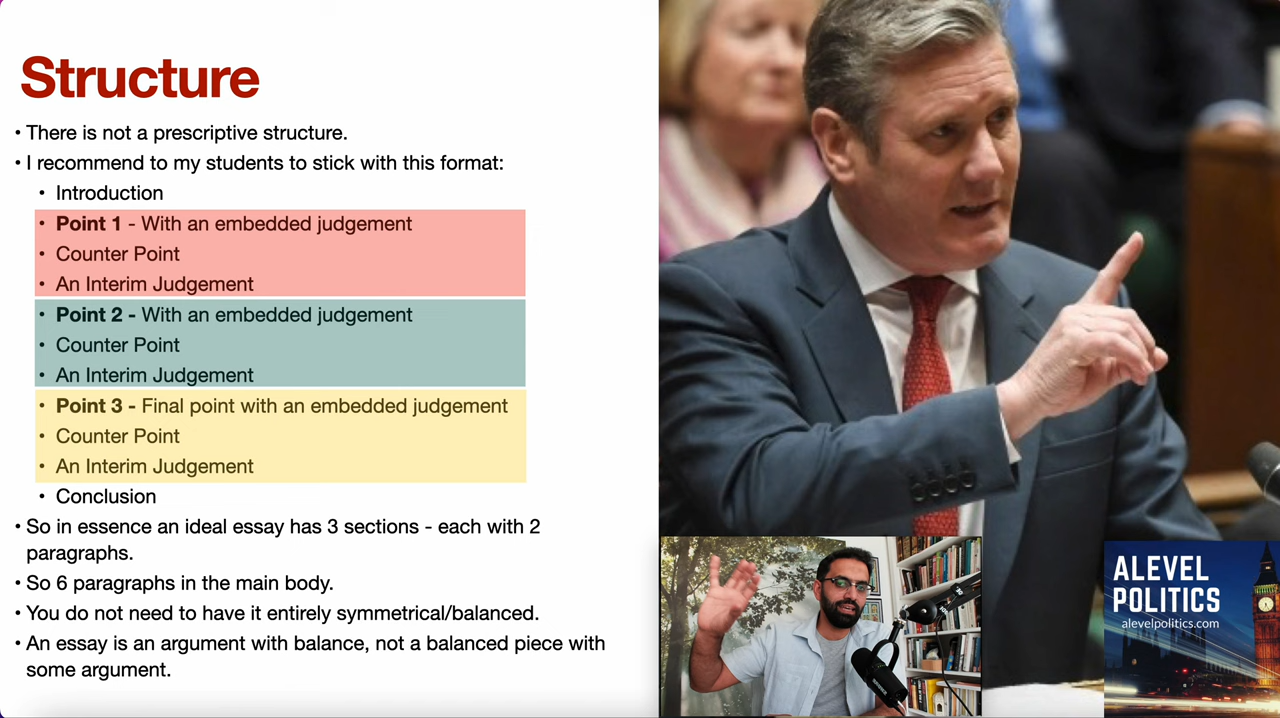 Structure
• There is not a prescriptive structure.
• I recommend to my students to stick with this format:
• Introduction
• Point 1 - With an embedded judgement
• Counter Point
• An Interim Judgement
• Point 2 - With an embedded judgement
• Counter Point
• An Interim Judgement
• Point 3 - Final point with an embedded judgement
• Counter Point
• An Interim Judgement
• Conclusion
• So in essence an ideal essay has 3 sections - each with 2
paragraphs.
• So 6 paragraphs in the main body.
• You do not need to have it entirely symmetrical/balanced.
• An essay is an argument with balance, not a balanced piece with
some argument.
ALEVEL
POLITICS
alevelpolitics.com